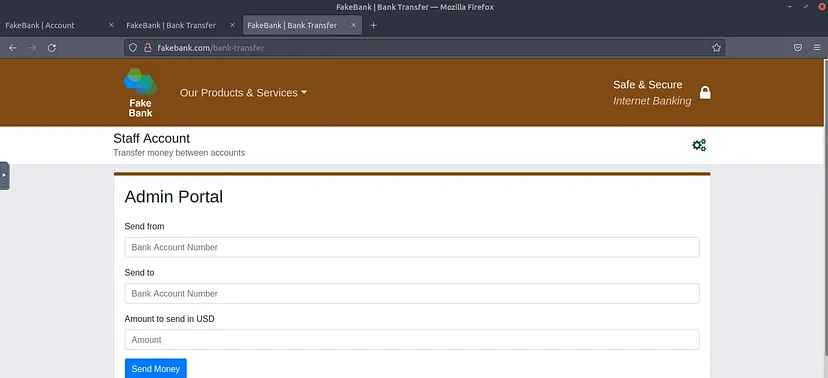 FakeBank | Bank Transfer — Mozilla Firefox
FakeBank | Account
FakeBank | Bank Transfer
FakeBank | Bank Transfer
fakebank.com/bank-transfer
Fake
Bank
Our Products & Services
Safe & Secure
Internet Banking
Staff Account
Transfer money between accounts
Admin Portal
Send from
Bank Account Number
Send to
Bank Account Number
Amount to send in USD
Amount
Send Money